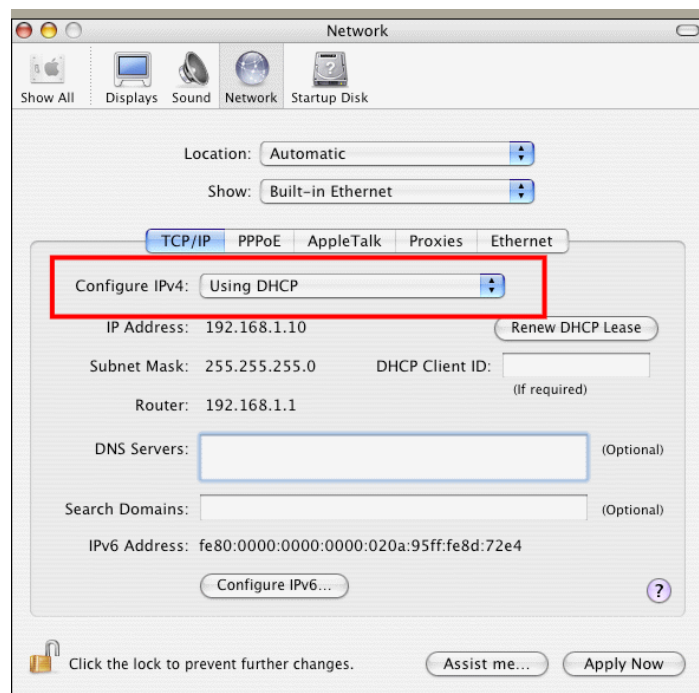 Network
Show All Displays Sound Network Startup Disk
Location: Automatic
Show: Built-in Ethernet
TCP/IP PPPoE AppleTalk Proxies Ethernet
Configure IPv4: Using DHCP
IP Address: 192.168.1.10 Renew DHCP Lease
Subnet Mask: 255.255.255.0 DHCP Client ID:
(If required)
Router: 192.168.1.1
DNS Servers: (Optional)
Search Domains: (Optional)
IPv6 Address: fe80:0000:0000:0000:020a:95ff:fe8d:72e4
Configure IPv6...
?
Click the lock to prevent further changes. Assist me... Apply Now